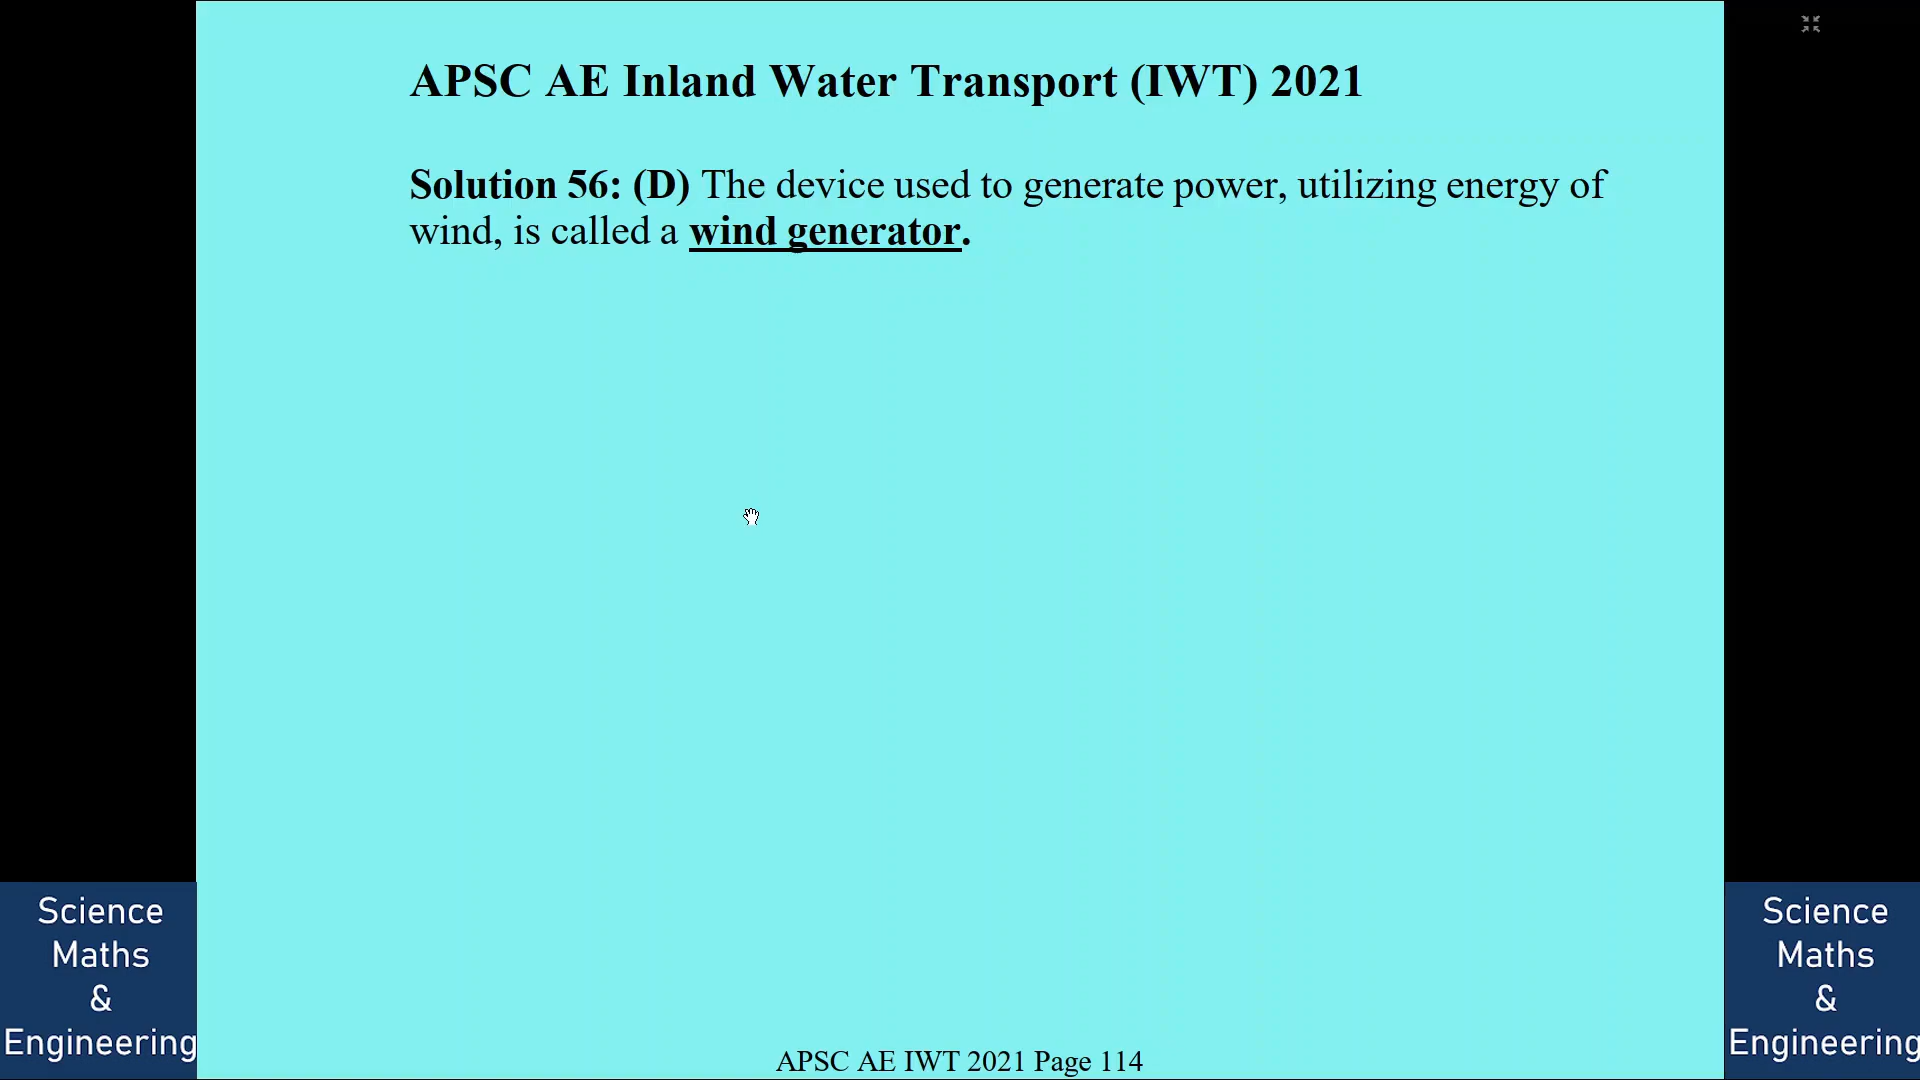 APSC AE Inland Water Transport (IWT) 2021
Solution 56: (D) The device used to generate power, utilizing energy of
wind, is called a wind generator.
Science
Maths
&
Engineering
Science
Maths
&
Engineering
APSC AE IWT 2021 Page 114